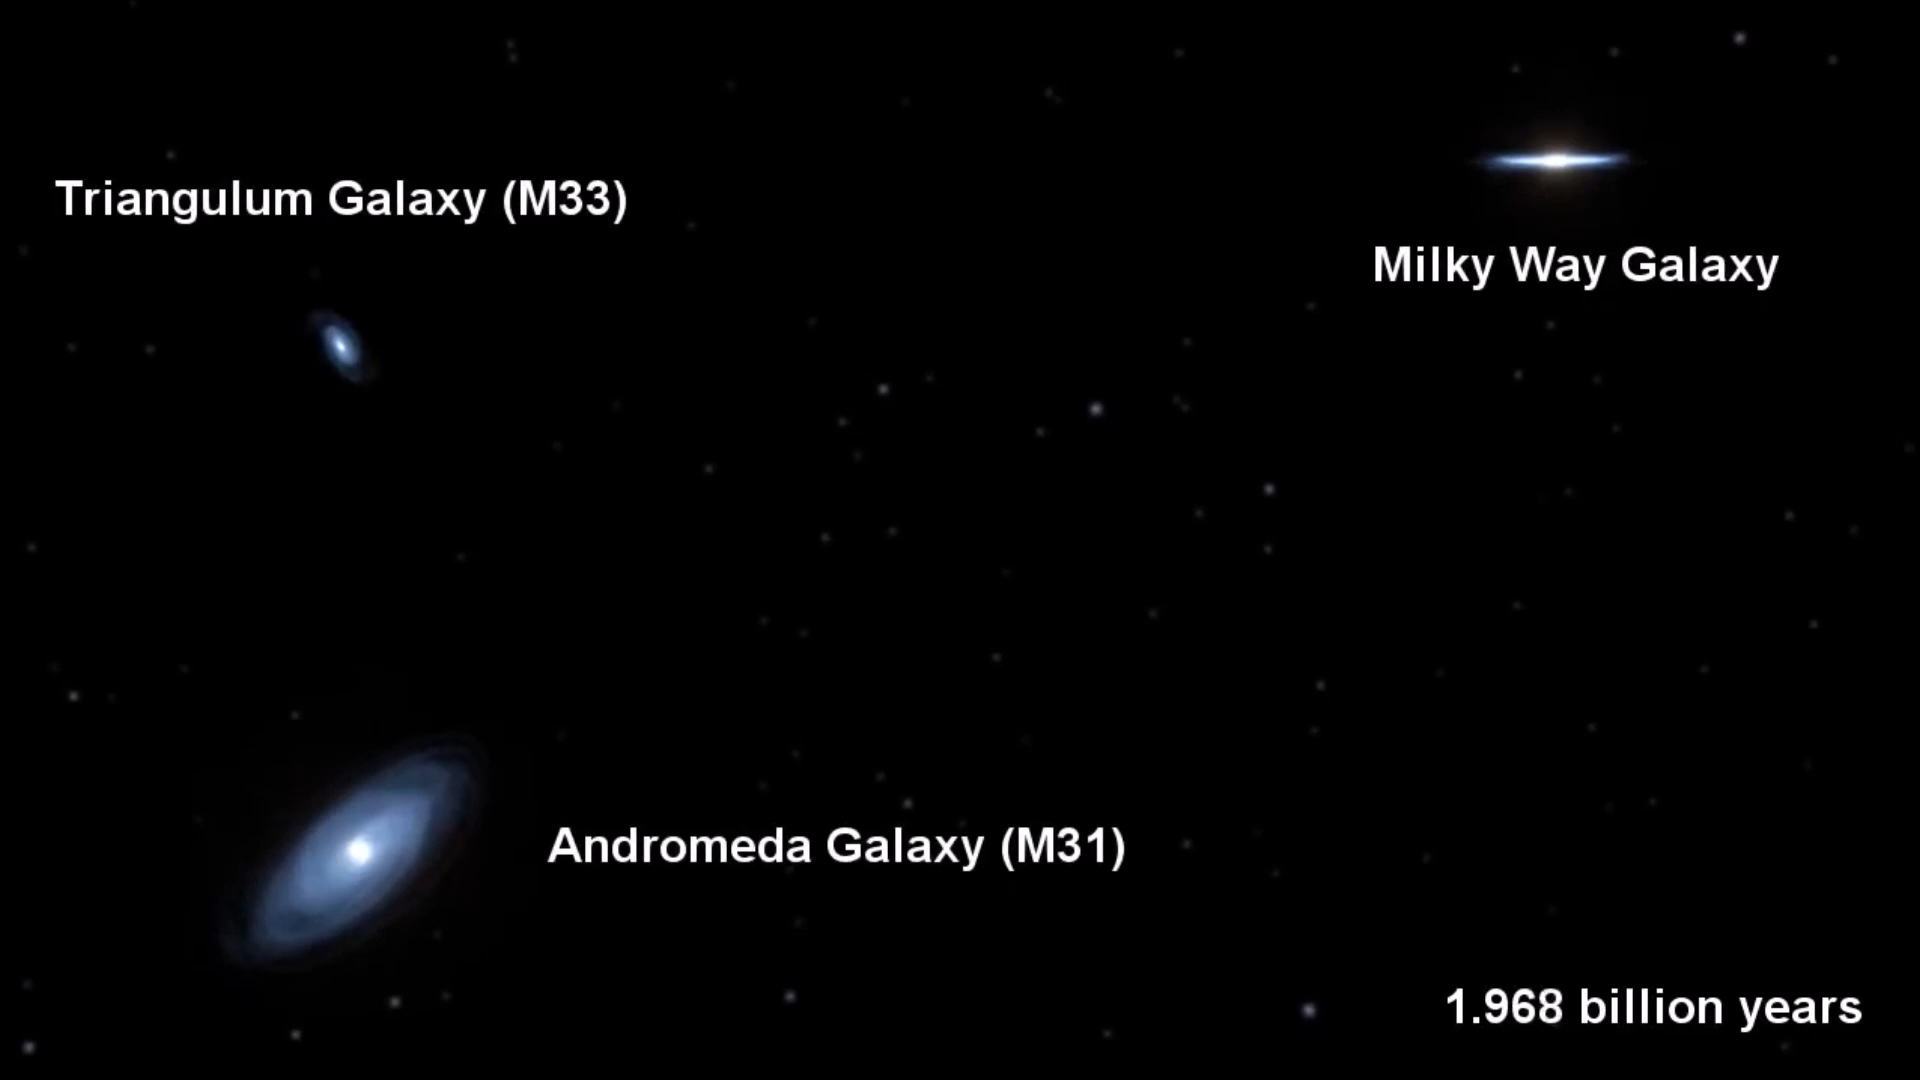 Triangulum Galaxy (M33)
Milky Way Galaxy
Andromeda Galaxy (M31)
1.968 billion years